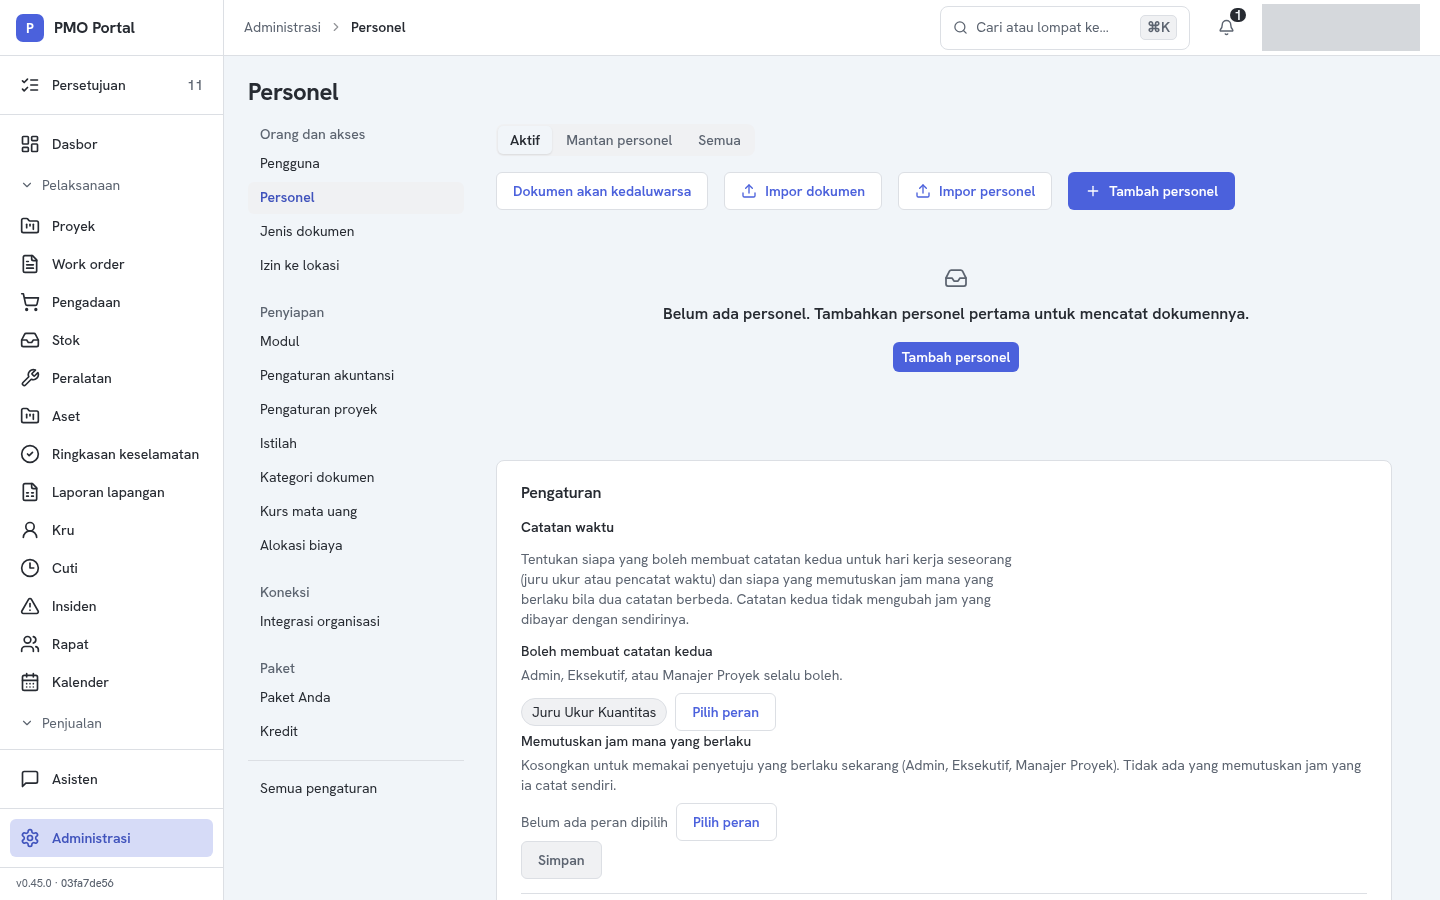 P PMO Portal
Administrasi > Personel
Cari atau lompat ke... ⌘K
1
Persetujuan 11
Dasbor
Pelaksanaan
Proyek
Work order
Pengadaan
Stok
Peralatan
Aset
Ringkasan keselamatan
Laporan lapangan
Kru
Cuti
Insiden
Rapat
Kalender
Penjualan
Asisten
Administrasi
v0.45.0 · 03fa7de56
Personel
Orang dan akses
Pengguna
Personel
Jenis dokumen
Izin ke lokasi
Penyiapan
Modul
Pengaturan akuntansi
Pengaturan proyek
Istilah
Kategori dokumen
Kurs mata uang
Alokasi biaya
Koneksi
Integrasi organisasi
Paket
Paket Anda
Kredit
Semua pengaturan
Aktif Mantan personel Semua
Dokumen akan kedaluwarsa Impor dokumen Impor personel + Tambah personel
Belum ada personel. Tambahkan personel pertama untuk mencatat dokumennya.
Tambah personel
Pengaturan
Catatan waktu
Tentukan siapa yang boleh membuat catatan kedua untuk hari kerja seseorang
(juru ukur atau pencatat waktu) dan siapa yang memutuskan jam mana yang
berlaku bila dua catatan berbeda. Catatan kedua tidak mengubah jam yang
dibayar dengan sendirinya.
Boleh membuat catatan kedua
Admin, Eksekutif, atau Manajer Proyek selalu boleh.
Juru Ukur Kuantitas Pilih peran
Memutuskan jam mana yang berlaku
Kosongkan untuk memakai penyetuju yang berlaku sekarang (Admin, Eksekutif, Manajer Proyek). Tidak ada yang memutuskan jam yang
ia catat sendiri.
Belum ada peran dipilih Pilih peran
Simpan